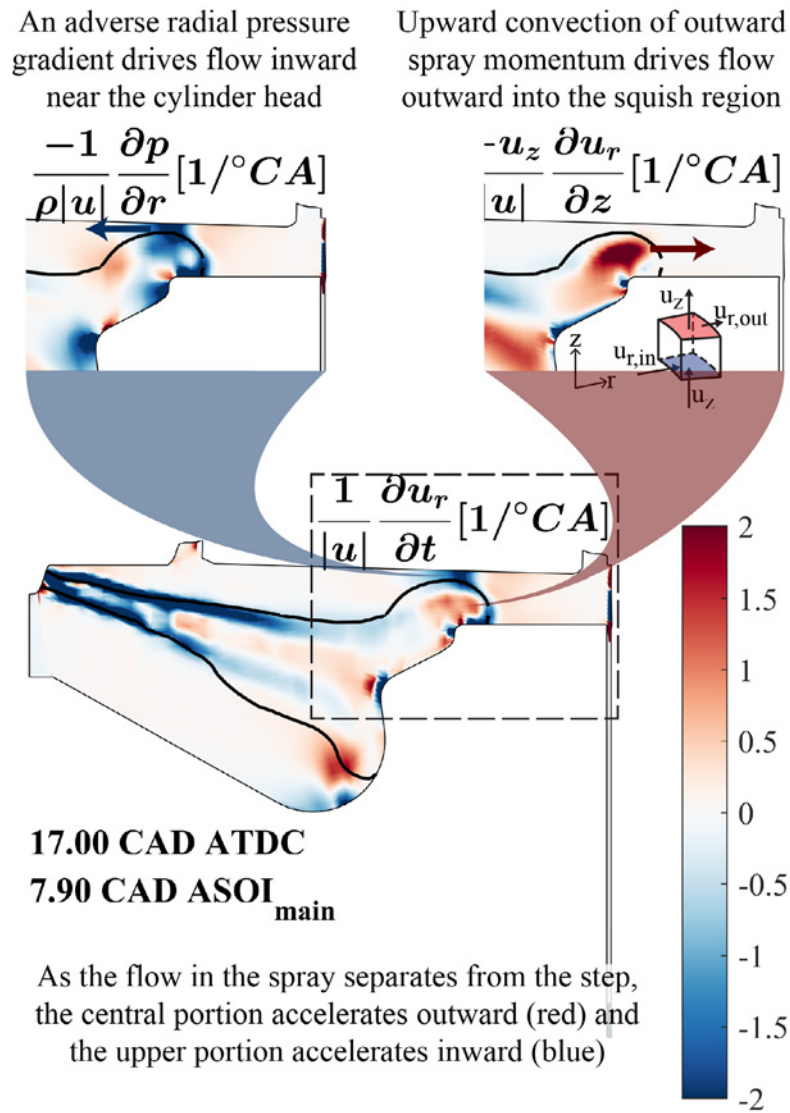 An adverse radial pressure
gradient drives flow inward
near the cylinder head
Upward convection of outward
spray momentum drives flow
outward into the squish region
-1/ρ|u| ∂p/∂r [1/°CA]
-u_z/|u| ∂u_r/∂z [1/°CA]
u_z
u_r,out
z
u_r,in
r
u_z
1/|u| ∂u_r/∂t [1/°CA]
2
1.5
1
0.5
0
-0.5
-1
-1.5
-2
17.00 CAD ATDC
7.90 CAD ASOI_main
As the flow in the spray separates from the step,
the central portion accelerates outward (red) and
the upper portion accelerates inward (blue)